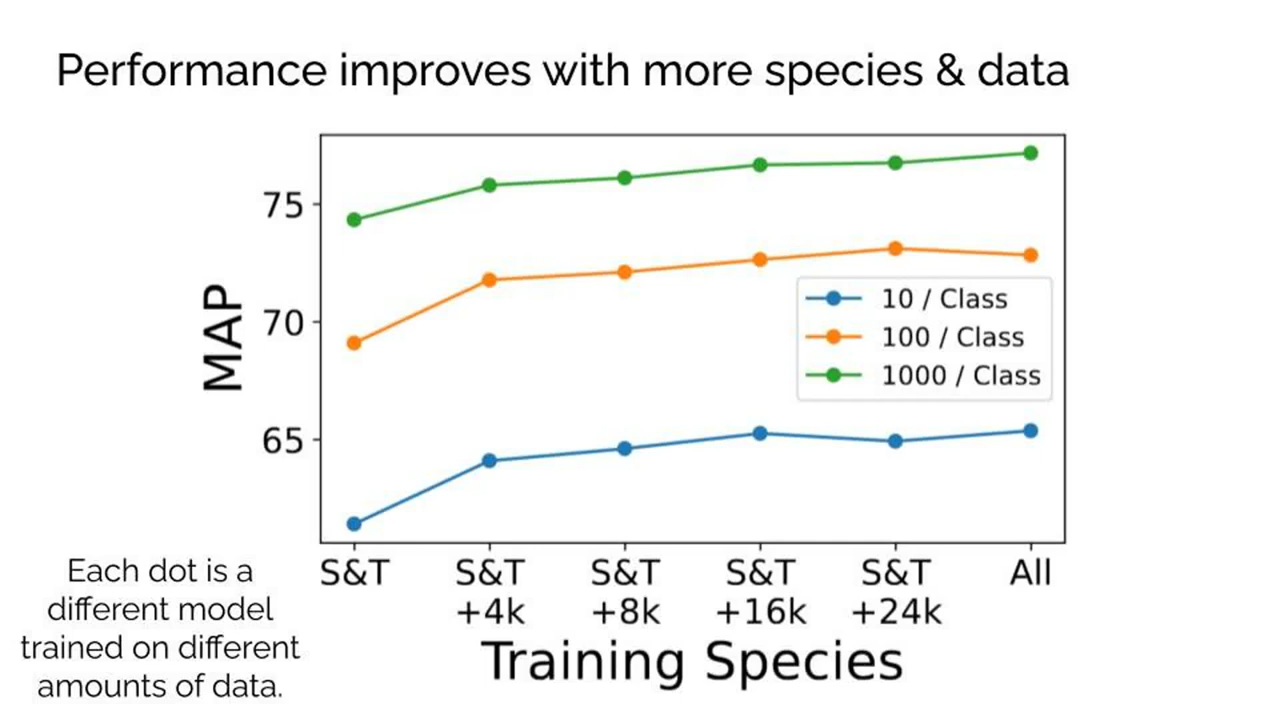 Performance improves with more species & data
75
70
65
MAP
10 / Class
100 / Class
1000 / Class
S&T
S&T
+4k
S&T
+8k
S&T
+16k
S&T
+24k
All
Training Species
Each dot is a
different model
trained on different
amounts of data.